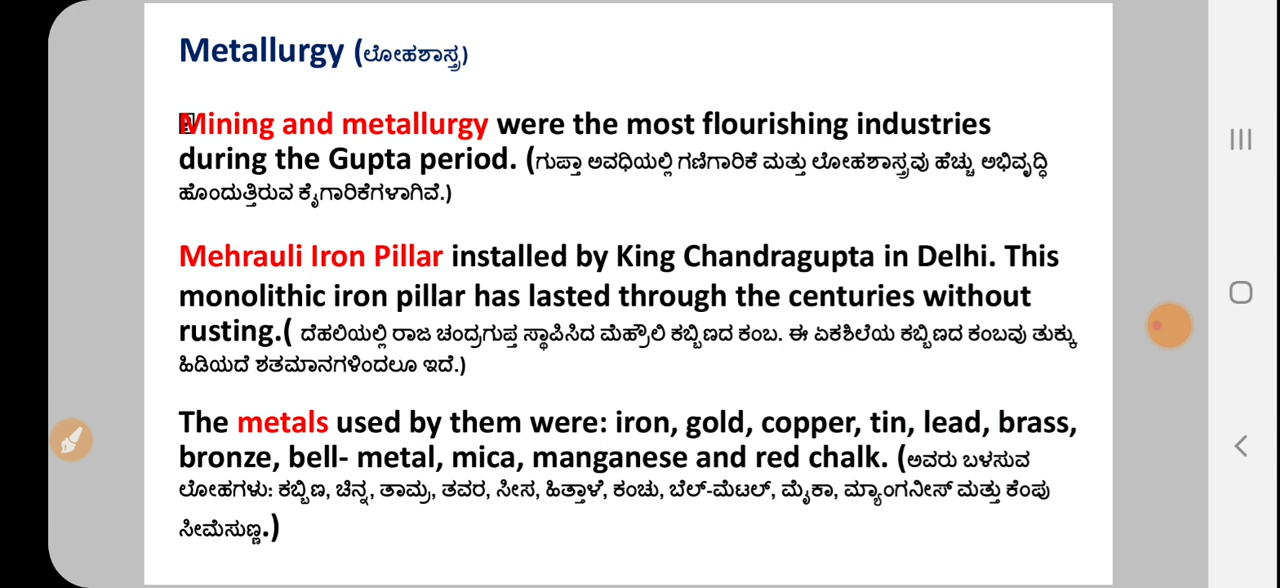 Metallurgy (ಲೋಹಶಾಸ್ತ್ರ)
Mining and metallurgy were the most flourishing industries
during the Gupta period. (ಗುಪ್ತಾ ಅವಧಿಯಲ್ಲಿ ಗಣಿಗಾರಿಕೆ ಮತ್ತು ಲೋಹಶಾಸ್ತ್ರವು ಹೆಚ್ಚು ಅಭಿವೃದ್ಧಿ
ಹೊಂದುತ್ತಿರುವ ಕೈಗಾರಿಕೆಗಳಾಗಿವೆ.)
Mehrauli Iron Pillar installed by King Chandragupta in Delhi. This
monolithic iron pillar has lasted through the centuries without
rusting.( ದೆಹಲಿಯಲ್ಲಿ ರಾಜ ಚಂದ್ರಗುಪ್ತ ಸ್ಥಾಪಿಸಿದ ಮೆಹ್ರೌಲಿ ಕಬ್ಬಿಣದ ಕಂಬ. ಈ ಏಕಶಿಲೆಯ ಕಬ್ಬಿಣದ ಕಂಬವು ತುಕ್ಕು
ಹಿಡಿಯದೆ ಶತಮಾನಗಳಿಂದಲೂ ಇದೆ.)
The metals used by them were: iron, gold, copper, tin, lead, brass,
bronze, bell- metal, mica, manganese and red chalk. (ಅವರು ಬಳಸುವ
ಲೋಹಗಳು: ಕಬ್ಬಿಣ, ಚಿನ್ನ, ತಾಮ್ರ, ತವರ, ಸೀಸ, ಹಿತ್ತಾಳೆ, ಕಂಚು, ಬೆಲ್-ಮೆಟಲ್, ಮೈಕಾ, ಮ್ಯಾಂಗನೀಸ್ ಮತ್ತು ಕೆಂಪು
ಸೀಮೆಸುಣ್ಣ.)